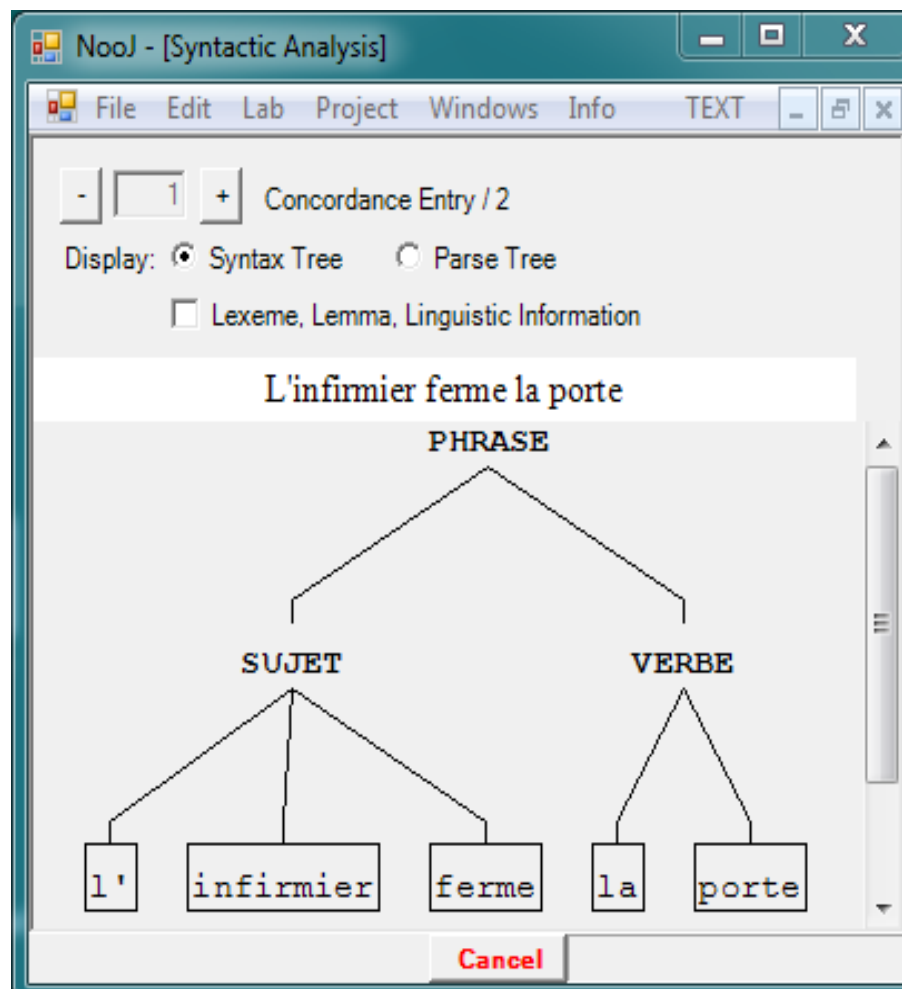 NooJ - [Syntactic Analysis]
File Edit Lab Project Windows Info TEXT
- 1 + Concordance Entry / 2
Display: Syntax Tree Parse Tree
Lexeme, Lemma, Linguistic Information
L'infirmier ferme la porte
PHRASE
SUJET VERBE
l' infirmier ferme la porte
Cancel